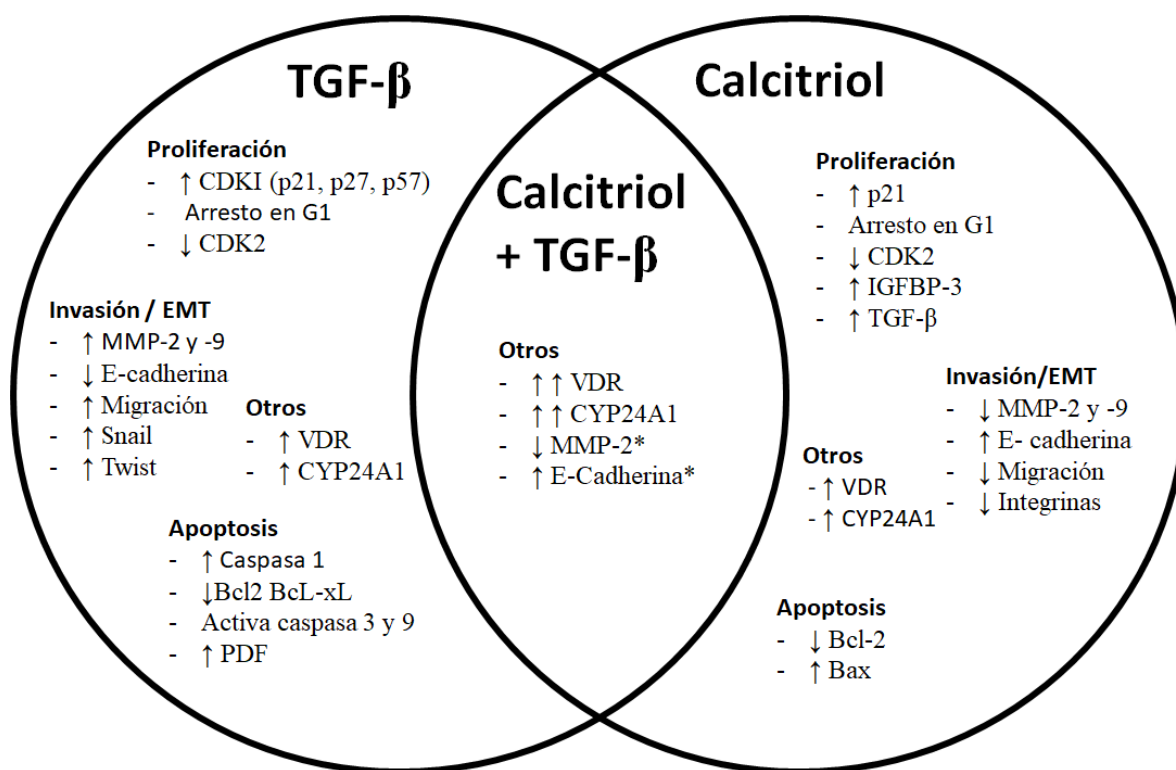 TGF-β
Proliferación
- ↑ CDKI (p21, p27, p57)
- Arresto en G1
- ↓ CDK2
Invasión / EMT
- ↑ MMP-2 y -9
- ↓ E-cadherina
- ↑ Migración
- ↑ Snail
- ↑ Twist
Otros
- ↑ VDR
- ↑ CYP24A1
Apoptosis
- ↑ Caspasa 1
- ↓Bcl2 BcL-xL
- Activa caspasa 3 y 9
- ↑ PDF
Calcitriol
+ TGF-β
Otros
- ↑ ↑ VDR
- ↑ ↑ CYP24A1
- ↓ MMP-2*
- ↑ E-Cadherina*
Calcitriol
Proliferación
- ↑ p21
- Arresto en G1
- ↓ CDK2
- ↑ IGFBP-3
- ↑ TGF-β
Invasión/EMT
- ↓ MMP-2 y -9
- ↑ E- cadherina
- ↓ Migración
- ↓ Integrinas
Otros
- ↑ VDR
- ↑ CYP24A1
Apoptosis
- ↓ Bcl-2
- ↑ Bax